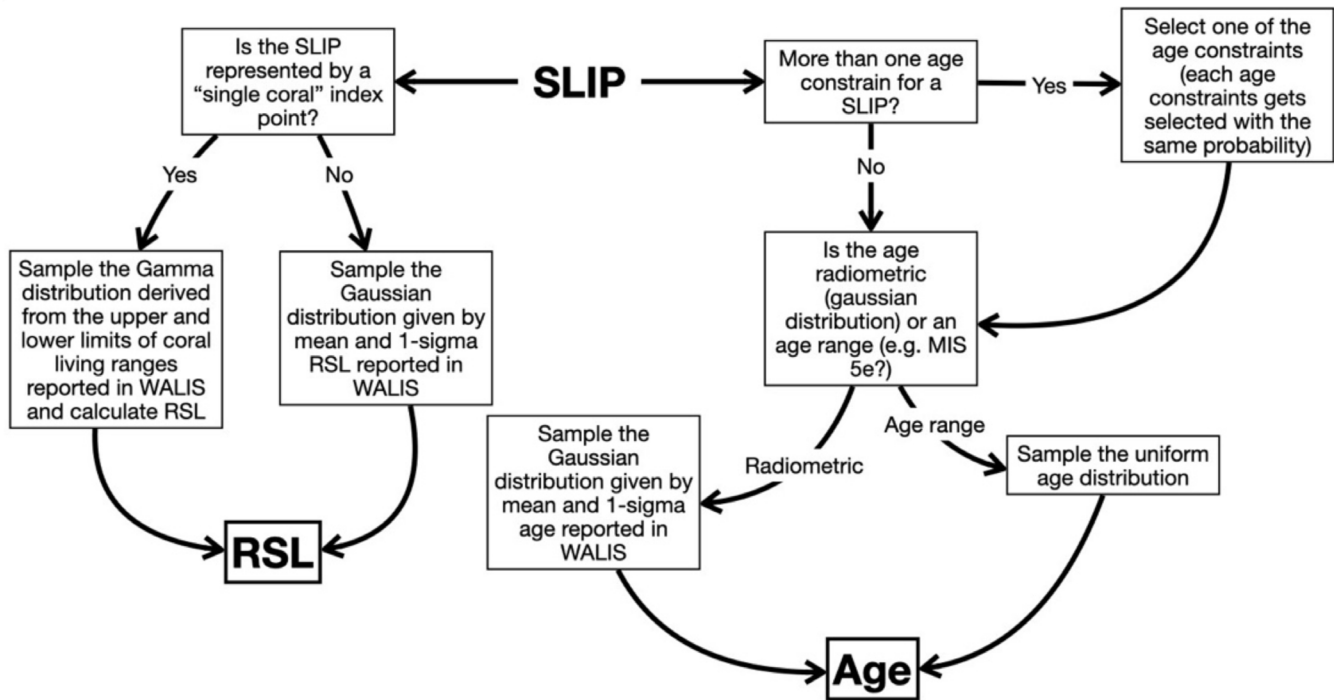 Is the SLIP
represented by a
“single coral” index
point?
SLIP
More than one age
constrain for a
SLIP?
Yes
Select one of the
age constraints
(each age
constraints gets
selected with the
same probability)
Yes
No
No
Sample the Gamma
distribution derived
from the upper and
lower limits of coral
living ranges
reported in WALIS
and calculate RSL
Sample the
Gaussian
distribution given by
mean and 1-sigma
RSL reported in
WALIS
Is the age
radiometric
(gaussian
distribution) or an
age range (e.g. MIS
5e?)
Radiometric
Age range
Sample the
Gaussian
distribution given by
mean and 1-sigma
age reported in
WALIS
Sample the uniform
age distribution
RSL
Age